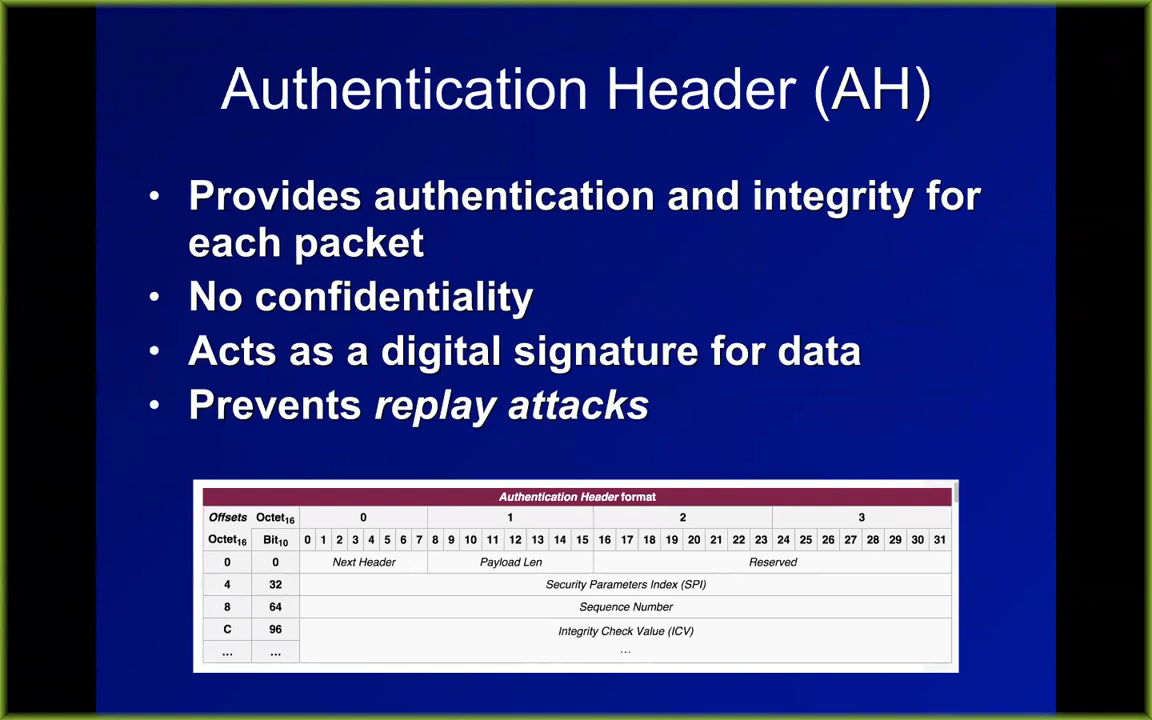 Authentication Header (AH)
• Provides authentication and integrity for
each packet
• No confidentiality
• Acts as a digital signature for data
• Prevents replay attacks
Authentication Header format
Offsets Octet16 0 1 2 3
Octet16 Bit10 0 1 2 3 4 5 6 7 8 9 10 11 12 13 14 15 16 17 18 19 20 21 22 23 24 25 26 27 28 29 30 31
0 0 Next Header Payload Len Reserved
4 32 Security Parameters Index (SPI)
8 64 Sequence Number
C 96 Integrity Check Value (ICV)
... ... ...